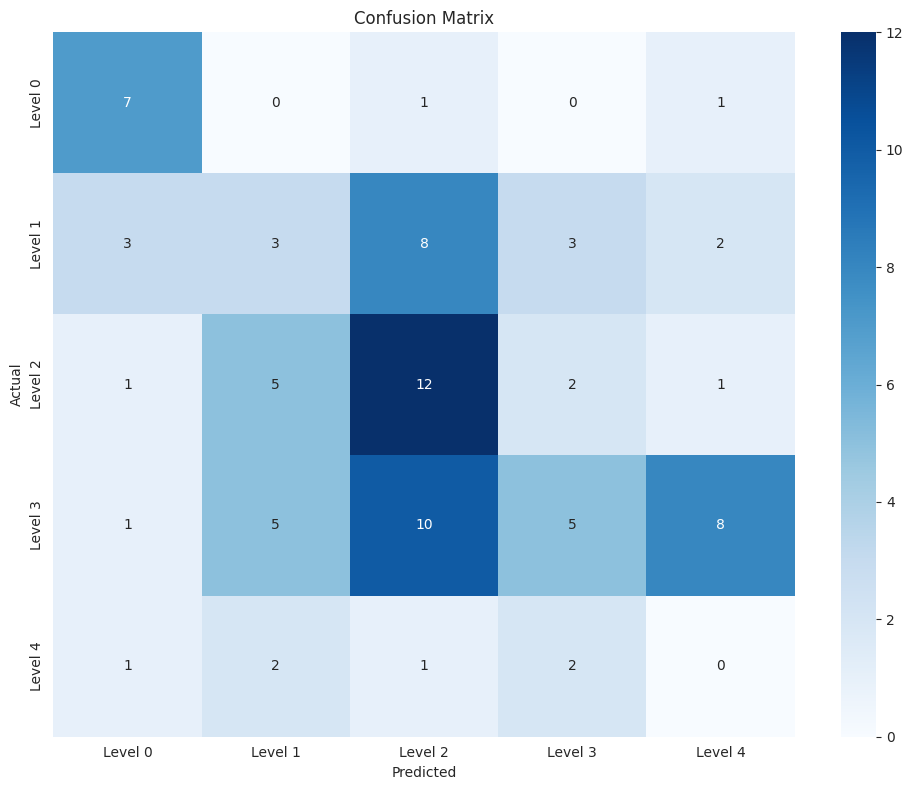 Confusion Matrix
Actual
Level 0
7 0 1 0 1
Level 1
3 3 8 3 2
Level 2
1 5 12 2 1
Level 3
1 5 10 5 8
Level 4
1 2 1 2 0
Level 0 Level 1 Level 2 Level 3 Level 4
Predicted
12
10
8
6
4
2
0